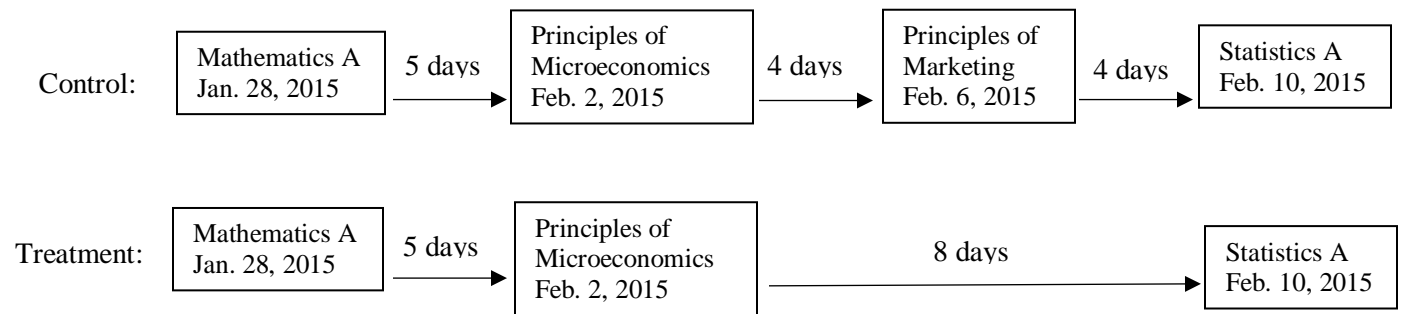 Control:
Mathematics A
Jan. 28, 2015
5 days
Principles of
Microeconomics
Feb. 2, 2015
4 days
Principles of
Marketing
Feb. 6, 2015
4 days
Statistics A
Feb. 10, 2015
Treatment:
Mathematics A
Jan. 28, 2015
5 days
Principles of
Microeconomics
Feb. 2, 2015
8 days
Statistics A
Feb. 10, 2015